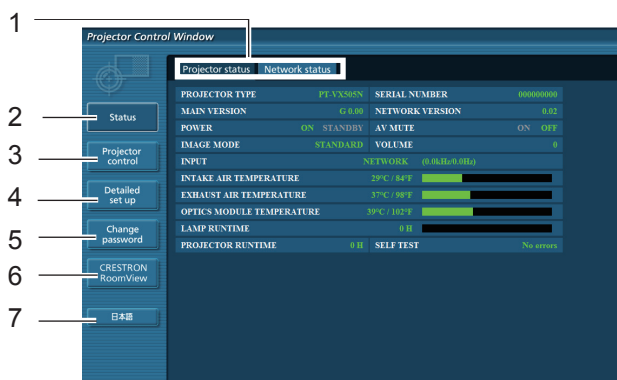 1
Projector Control Window
Projector status Network status
PROJECTOR TYPE PT-VX505N SERIAL NUMBER 000000000
MAIN VERSION G 0.00 NETWORK VERSION 0.02
2 Status
POWER ON STANDBY AV MUTE ON OFF
IMAGE MODE STANDARD VOLUME 0
3 Projector
control
INPUT NETWORK (0.0kHz/0.0Hz)
INTAKE AIR TEMPERATURE 29°C / 84°F
4 Detailed
set up
EXHAUST AIR TEMPERATURE 37°C / 98°F
OPTICS MODULE TEMPERATURE 39°C / 102°F
5 Change
password
LAMP RUNTIME 0 H
PROJECTOR RUNTIME 0 H SELF TEST No errors
6 CRESTRON
RoomView
7 日本語